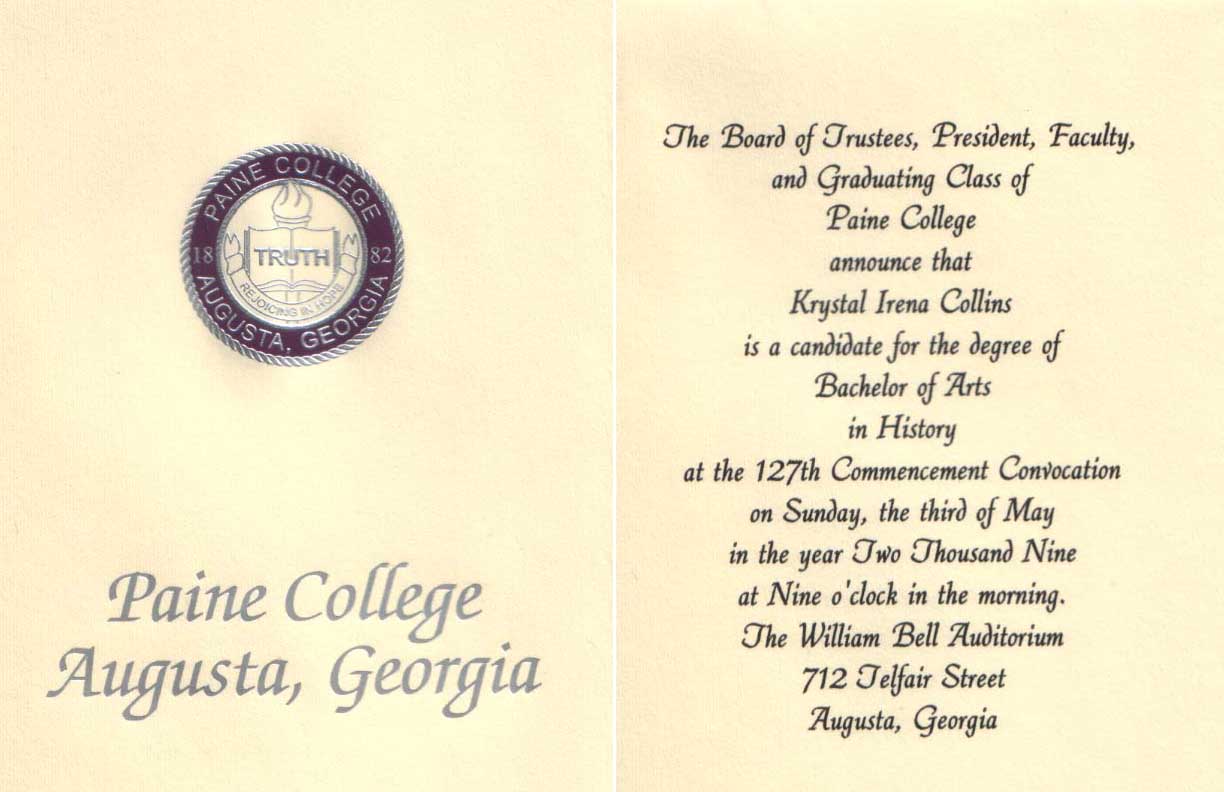 PAINE COLLEGE
18 82
TRUTH
REJOICING IN HOPE
AUGUSTA, GEORGIA
Paine College
Augusta, Georgia
The Board of Trustees, President, Faculty,
and Graduating Class of
Paine College
announce that
Krystal Irena Collins
is a candidate for the degree of
Bachelor of Arts
in History
at the 127th Commencement Convocation
on Sunday, the third of May
in the year Two Thousand Nine
at Nine o'clock in the morning.
The William Bell Auditorium
712 Telfair Street
Augusta, Georgia